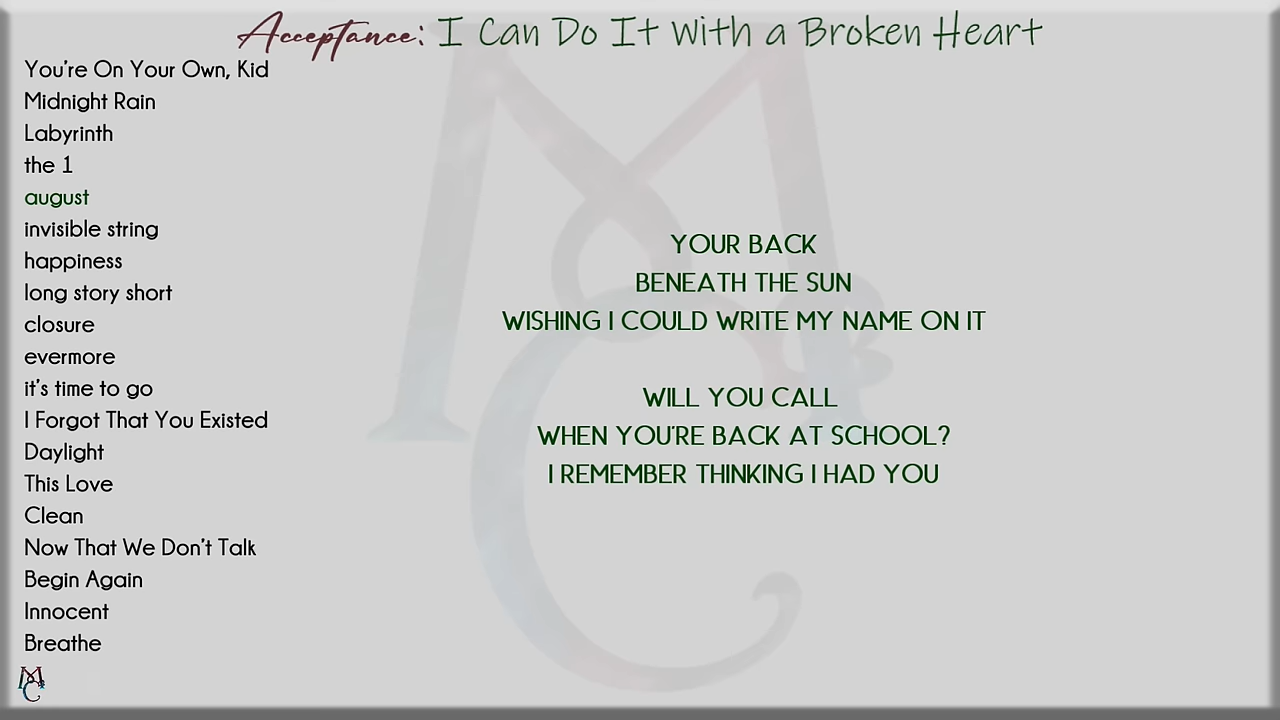 Acceptance: I Can Do It With a Broken Heart
You're On Your Own, Kid
Midnight Rain
Labyrinth
the 1
august
invisible string
happiness
long story short
closure
evermore
it's time to go
I Forgot That You Existed
Daylight
This Love
Clean
Now That We Don't Talk
Begin Again
Innocent
Breathe
YOUR BACK
BENEATH THE SUN
WISHING I COULD WRITE MY NAME ON IT
WILL YOU CALL
WHEN YOU'RE BACK AT SCHOOL?
I REMEMBER THINKING I HAD YOU